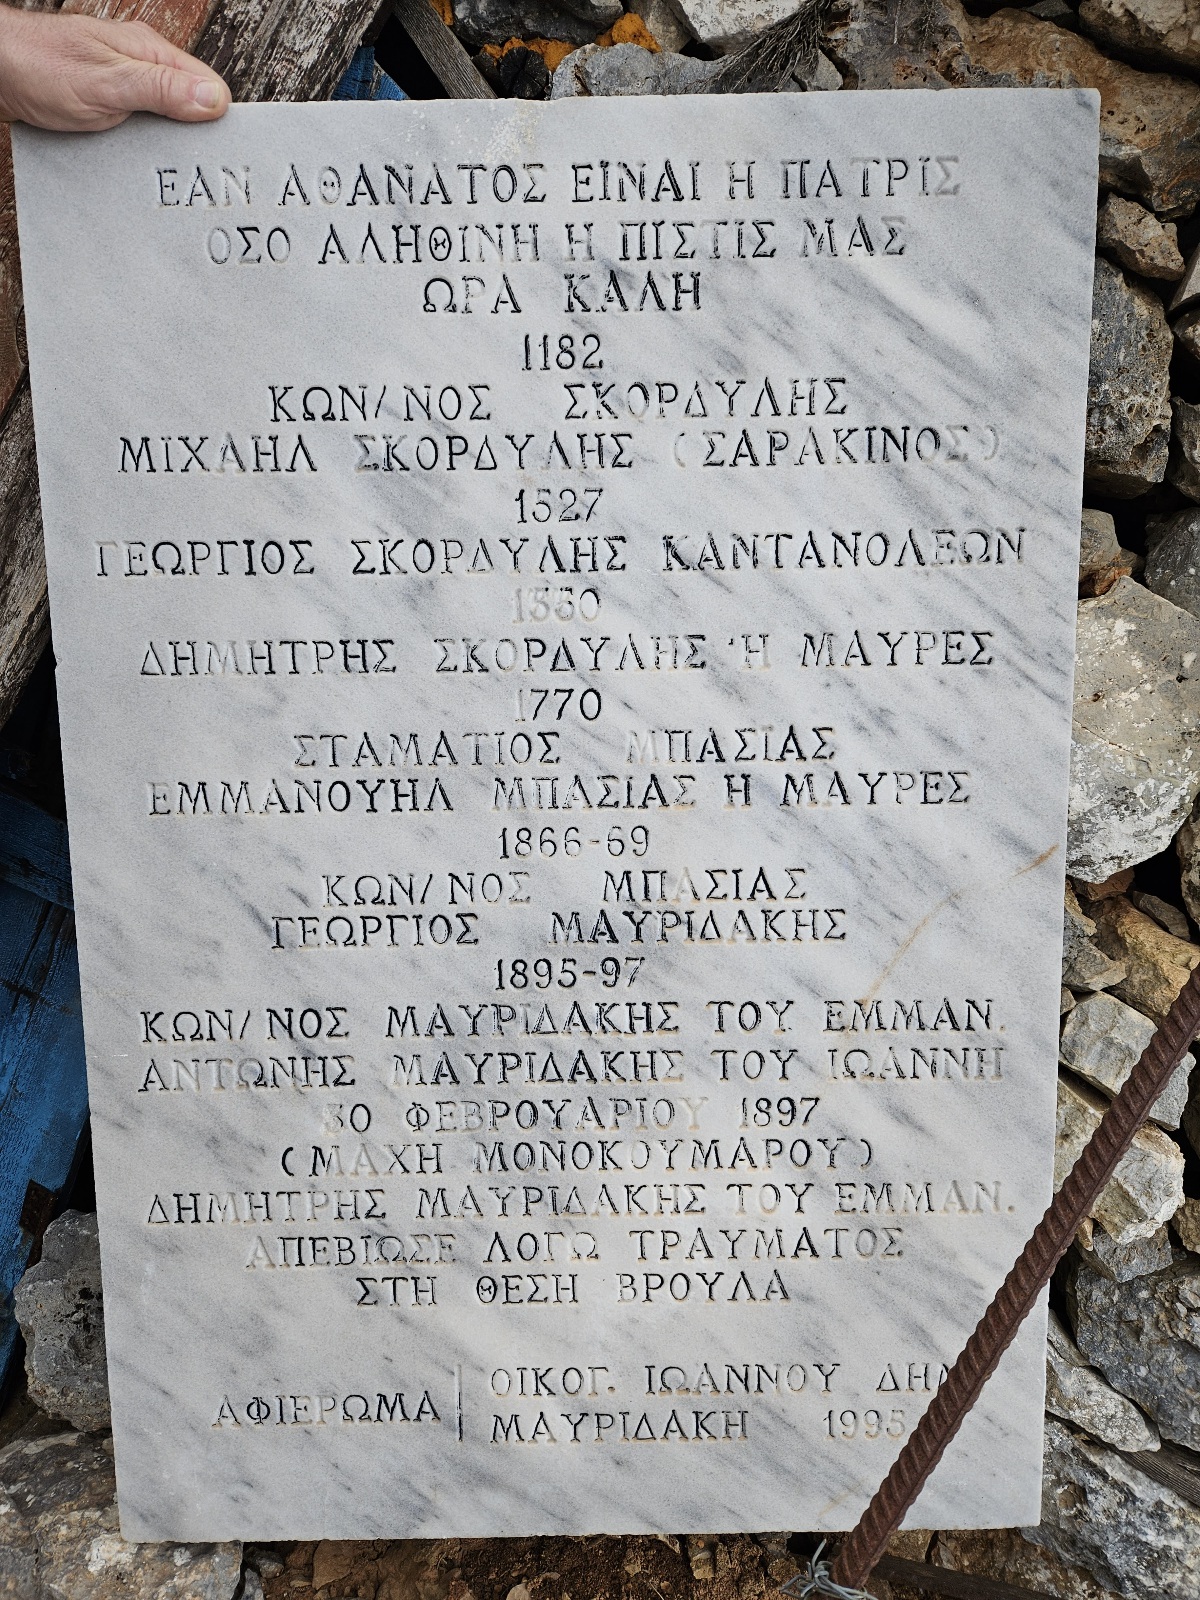 ΕΑΝ ΑΘΑΝΑΤΟΣ ΕΙΝΑΙ Η ΠΑΤΡΙΣ
ΟΣΟ ΑΛΗΘΙΝΗ Η ΠΙΣΤΙΣ ΜΑΣ
ΩΡΑ ΚΑΛΗ
1182
ΚΩΝ/ΝΟΣ ΣΚΟΡΔΥΛΗΣ
ΜΙΧΑΗΛ ΣΚΟΡΔΥΛΗΣ (ΣΑΡΑΚΙΝΟΣ)
1527
ΓΕΩΡΓΙΟΣ ΣΚΟΡΔΥΛΗΣ ΚΑΝΤΑΝΟΛΕΩΝ
ΔΗΜΗΤΡΗΣ ΣΚΟΡΔΥΛΗΣ Ή ΜΑΥΡΕΣ
1770
ΣΤΑΜΑΤΙΟΣ ΜΠΑΣΙΑΣ
ΕΜΜΑΝΟΥΗΛ ΜΠΑΣΙΑΣ Η ΜΑΥΡΕΣ
1866-69
ΚΩΝ/ΝΟΣ ΜΠΑΣΙΑΣ
ΓΕΩΡΓΙΟΣ ΜΑΥΡΙΔΑΚΗΣ
1895-97
ΚΩΝ/ΝΟΣ ΜΑΥΡΙΔΑΚΗΣ ΤΟΥ ΕΜΜΑΝ.
ΑΝΤΩΝΗΣ ΜΑΥΡΙΔΑΚΗΣ ΤΟΥ ΙΩΑΝΝΗ
30 ΦΕΒΡΟΥΑΡΙΟΥ 1897
(ΜΑΧΗ ΜΟΝΟΚΟΥΜΑΡΟΥ)
ΔΗΜΗΤΡΗΣ ΜΑΥΡΙΔΑΚΗΣ ΤΟΥ ΕΜΜΑΝ.
ΑΠΕΒΙΩΣΕ ΛΟΓΩ ΤΡΑΥΜΑΤΟΣ
ΣΤΗ ΘΕΣΗ ΒΡΟΥΛΑ
ΑΦΙΕΡΩΜΑ
ΟΙΚΟΓ. ΙΩΑΝΝΟΥ ΔΗΜ
ΜΑΥΡΙΔΑΚΗ 1995